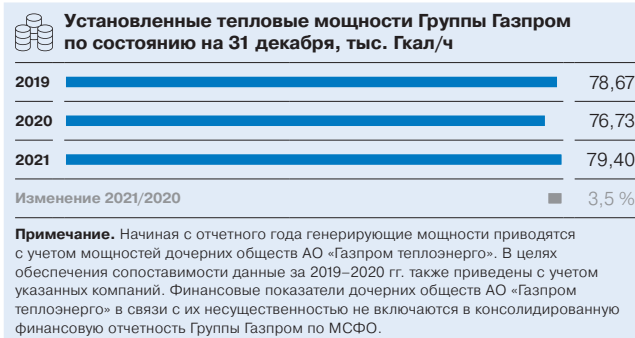 Установленные тепловые мощности Группы Газпром
по состоянию на 31 декабря, тыс. Гкал/ч
2019 78,67
2020 76,73
2021 79,40
Изменение 2021/2020 3,5 %
Примечание. Начиная с отчетного года генерирующие мощности приводятся
с учетом мощностей дочерних обществ АО «Газпром теплоэнерго». В целях
обеспечения сопоставимости данные за 2019–2020 гг. также приведены с учетом
указанных компаний. Финансовые показатели дочерних обществ АО «Газпром
теплоэнерго» в связи с их несущественностью не включаются в консолидированную
финансовую отчетность Группы Газпром по МСФО.